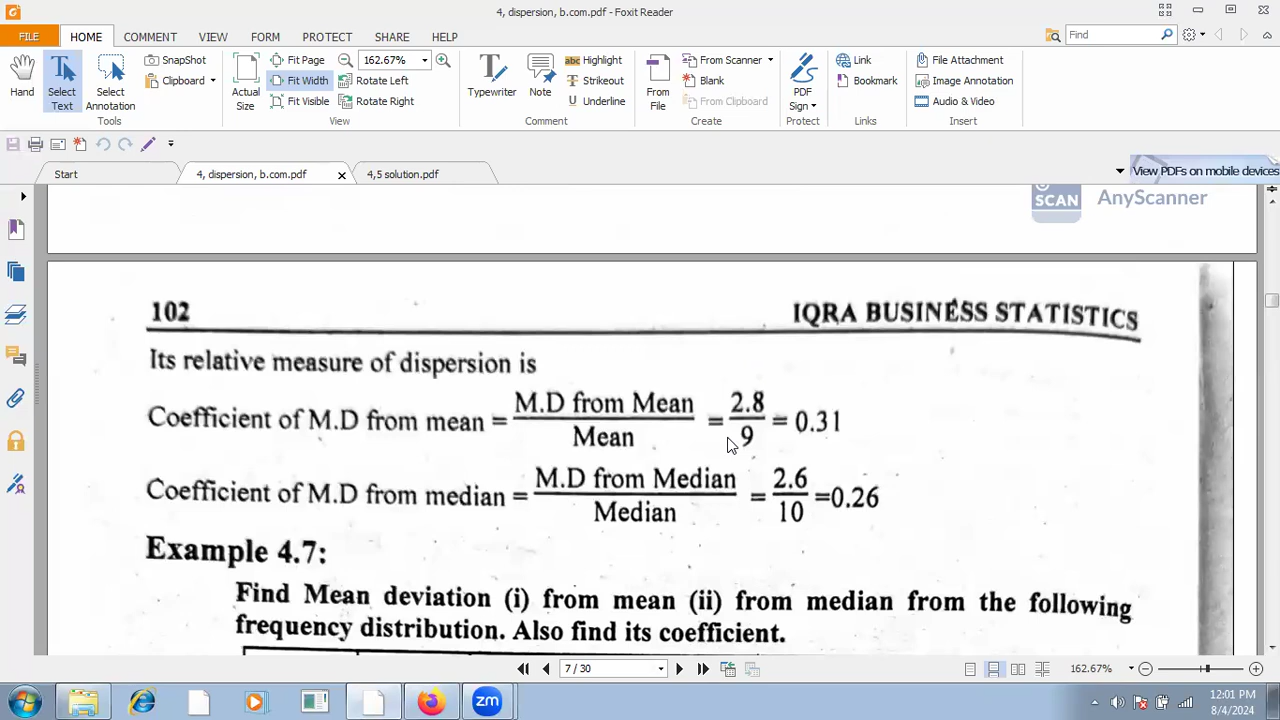 4, dispersion, b.com.pdf - Foxit Reader
FILE HOME COMMENT VIEW FORM PROTECT SHARE HELP Find
Hand Select Text Select Annotation SnapShot Clipboard Tools
Actual Size Fit Page Fit Width Fit Visible 162.67% Rotate Left Rotate Right View
Typewriter Note Highlight Strikeout Underline Comment
From File From Scanner Blank From Clipboard Create
PDF Sign Protect
Link Bookmark Links
File Attachment Image Annotation Audio & Video Insert
Start 4, dispersion, b.com.pdf 4,5 solution.pdf View PDFs on mobile devices
SCAN AnyScanner
102 IQRA BUSINESS STATISTICS
Its relative measure of dispersion is
Coefficient of M.D from mean = M.D from Mean / Mean = 2.8 / 9 = 0.31
Coefficient of M.D from median = M.D from Median / Median = 2.6 / 10 =0.26
Example 4.7:
Find Mean deviation (i) from mean (ii) from median from the following
frequency distribution. Also find its coefficient.
7 / 30 162.67%
zm 12:01 PM
8/4/2024